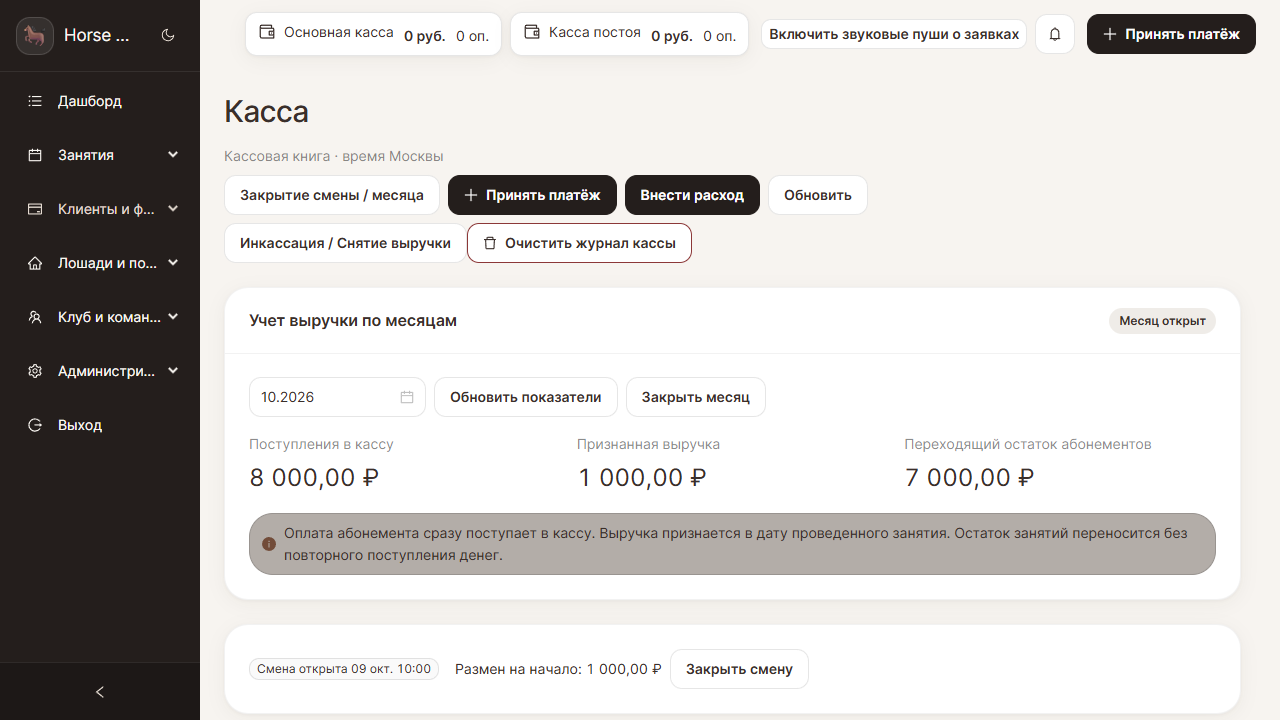 Horse ...
Дашборд
Занятия
Клиенты и ф...
Лошади и по...
Клуб и коман...
Администри...
Выход
Основная касса 0 руб. 0 оп.
Касса постоя 0 руб. 0 оп.
Включить звуковые пуши о заявках
Принять платёж
Касса
Кассовая книга · время Москвы
Закрытие смены / месяца
Принять платёж
Внести расход
Обновить
Инкассация / Снятие выручки
Очистить журнал кассы
Учет выручки по месяцам
Месяц открыт
10.2026
Обновить показатели
Закрыть месяц
Поступления в кассу
8 000,00 ₽
Признанная выручка
1 000,00 ₽
Переходящий остаток абонементов
7 000,00 ₽
Оплата абонемента сразу поступает в кассу. Выручка признается в дату проведенного занятия. Остаток занятий переносится без
повторного поступления денег.
Смена открыта 09 окт. 10:00
Размен на начало: 1 000,00 ₽
Закрыть смену